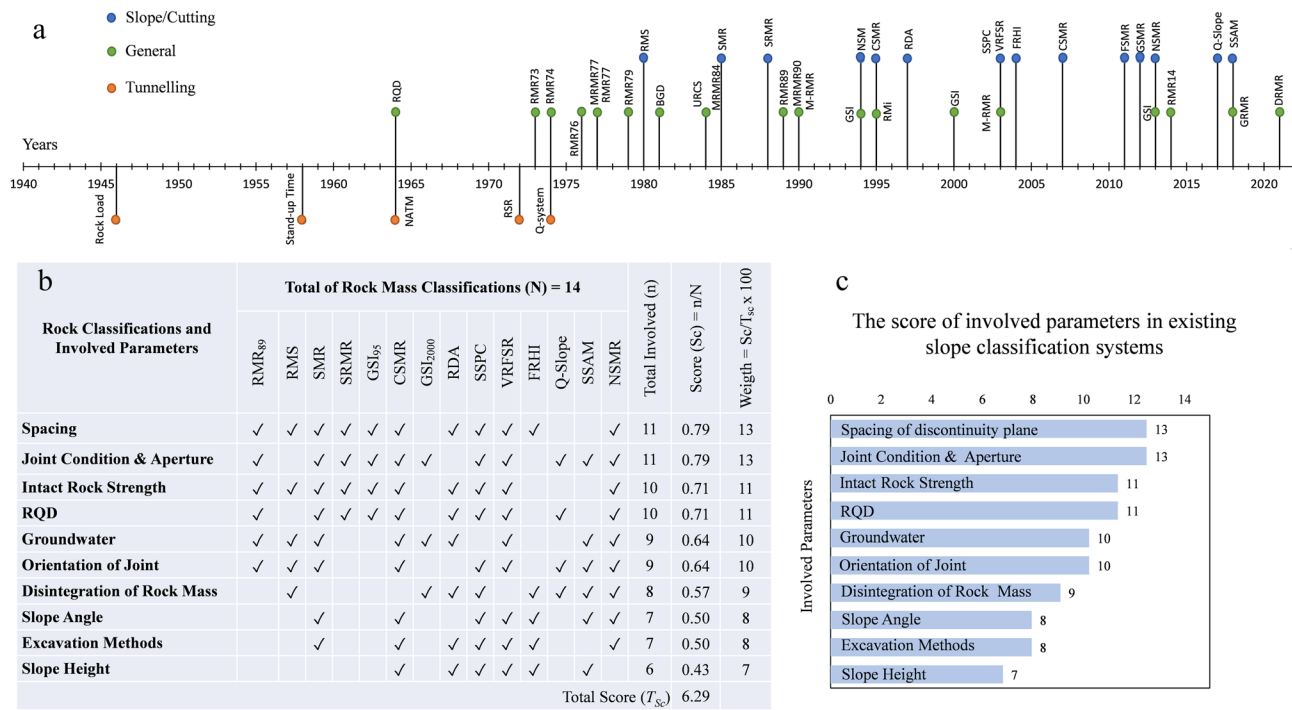 a
Slope/Cutting
General
Tunnelling
RQD
RMR73
RMR74
RMR76
MRMR77
RMR77
RMR79
RMS
BGD
URCS
MRMR84
SMR
SRMR
RMR89
MRMR90
M-RMR
NSM
GSI
CSMR
RMi
RDA
GSI
SSPC
VRFSR
M-RMR
FRHI
CSMR
FSMR
GSMR
NSMR
GSI
RMR14
Q-Slope
SSAM
GRMR
DRMR
Years
1940 1945 1950 1955 1960 1965 1970 1975 1980 1985 1990 1995 2000 2005 2010 2015 2020
Rock Load
Stand-up Time
NATM
RSR
Q-system
b
Total of Rock Mass Classifications (N) = 14
Rock Classifications and
Involved Parameters
RMR89
RMS
SMR
SRMR
GSI95
CSMR
GSI2000
RDA
SSPC
VRFSR
FRHI
Q-Slope
SSAM
NSMR
Total Involved (n)
Score (Sc) = n/N
Weigth = Sc/Tsc x 100
Spacing ✓ ✓ ✓ ✓ ✓ ✓ ✓ ✓ ✓ ✓ ✓ 11 0.79 13
Joint Condition & Aperture ✓ ✓ ✓ ✓ ✓ ✓ ✓ ✓ ✓ ✓ ✓ 11 0.79 13
Intact Rock Strength ✓ ✓ ✓ ✓ ✓ ✓ ✓ ✓ ✓ ✓ 10 0.71 11
RQD ✓ ✓ ✓ ✓ ✓ ✓ ✓ ✓ ✓ ✓ 10 0.71 11
Groundwater ✓ ✓ ✓ ✓ ✓ ✓ ✓ ✓ ✓ 9 0.64 10
Orientation of Joint ✓ ✓ ✓ ✓ ✓ ✓ ✓ ✓ ✓ 9 0.64 10
Disintegration of Rock Mass ✓ ✓ ✓ ✓ ✓ ✓ ✓ ✓ 8 0.57 9
Slope Angle ✓ ✓ ✓ ✓ ✓ ✓ ✓ 7 0.50 8
Excavation Methods ✓ ✓ ✓ ✓ ✓ ✓ ✓ 7 0.50 8
Slope Height ✓ ✓ ✓ ✓ ✓ ✓ 6 0.43 7
Total Score (TSc) 6.29
c
The score of involved parameters in existing
slope classification systems
0 2 4 6 8 10 12 14
Involved Parameters
Spacing of discontinuity plane 13
Joint Condition & Aperture 13
Intact Rock Strength 11
RQD 11
Groundwater 10
Orientation of Joint 10
Disintegration of Rock Mass 9
Slope Angle 8
Excavation Methods 8
Slope Height 7